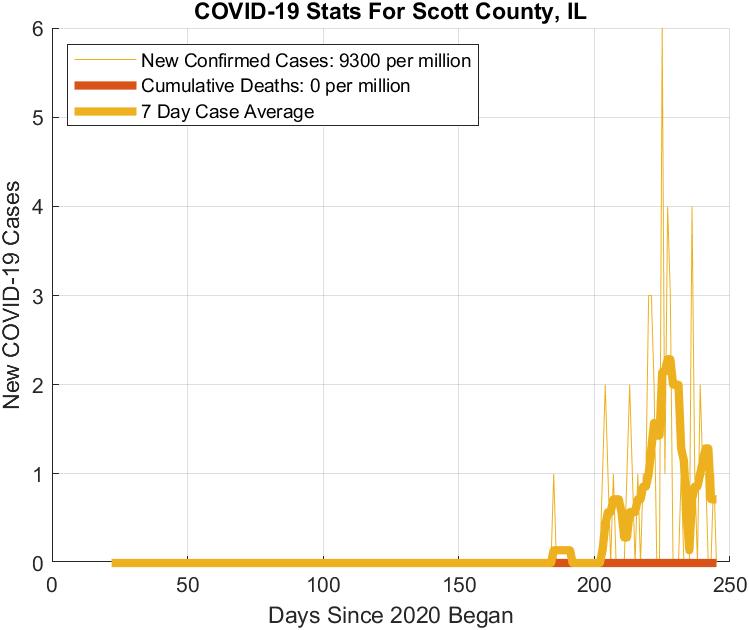 COVID-19 Stats For Scott County, IL
New Confirmed Cases: 9300 per million
Cumulative Deaths: 0 per million
7 Day Case Average
New COVID-19 Cases
6
5
4
3
2
1
0
0 50 100 150 200 250
Days Since 2020 Began